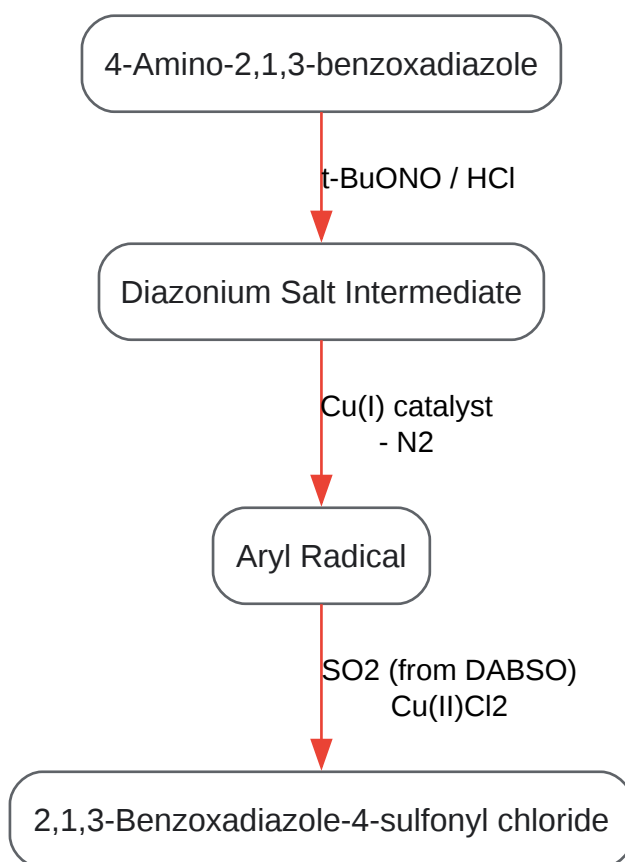 4-Amino-2,1,3-benzoxadiazole
t-BuONO / HCl
Diazonium Salt Intermediate
Cu(I) catalyst
- N2
Aryl Radical
SO2 (from DABSO)
Cu(II)Cl2
2,1,3-Benzoxadiazole-4-sulfonyl chloride